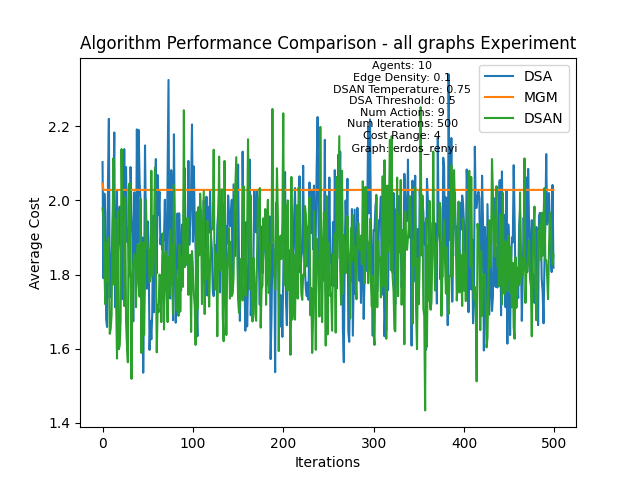 Algorithm Performance Comparison - all graphs Experiment
Agents: 10
Edge Density: 0.1
DSAN Temperature: 0.75
DSA Threshold: 0.5
Num Actions: 9
Num Iterations: 500
Cost Range: 4
Graph: erdos_renyi
DSA
MGM
DSAN
Average Cost
2.2
2.0
1.8
1.6
1.4
0
100
200
300
400
500
Iterations